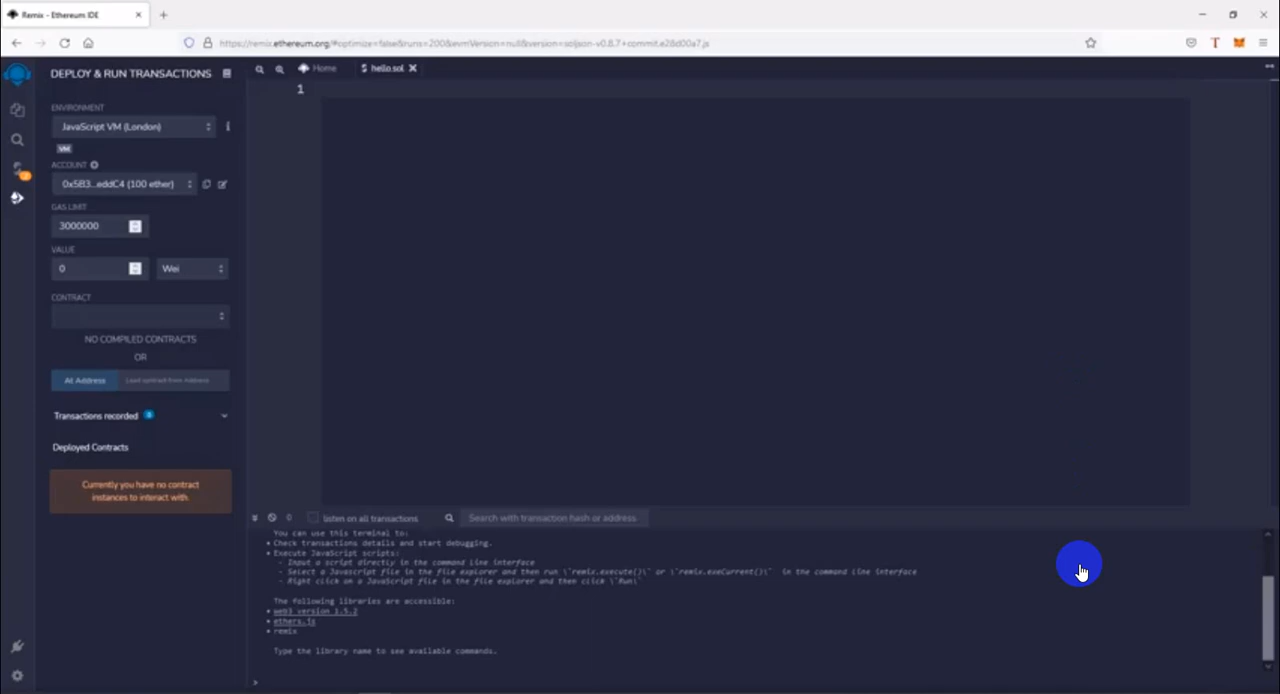 Remix - Ethereum IDE
https://remix.ethereum.org/#optimize=false&runs=200&evmVersion=null&version=soljson-v0.8.7+commit.e28d00a7.js
DEPLOY & RUN TRANSACTIONS
Home
hello.sol
1
ENVIRONMENT
JavaScript VM (London)
VM
ACCOUNT
0x5B3...eddC4 (100 ether)
GAS LIMIT
3000000
VALUE
0
Wei
CONTRACT
NO COMPILED CONTRACTS
OR
At Address
Load contract from Address
Transactions recorded
Deployed Contracts
Currently you have no contract
instances to interact with.
0
listen on all transactions
Search with transaction hash or address
You can use this terminal to:
• Check transactions details and start debugging.
• Execute JavaScript scripts:
- Input a script directly in the command line interface
- Select a Javascript file in the file explorer and then run \`remix.execute()\` or \`remix.exeCurrent()\` in the command line interface
- Right click on a JavaScript file in the file explorer and then click \`Run\`
The following libraries are accessible:
• web3 version 1.5.2
• ethers.js
• remix
Type the library name to see available commands.
>